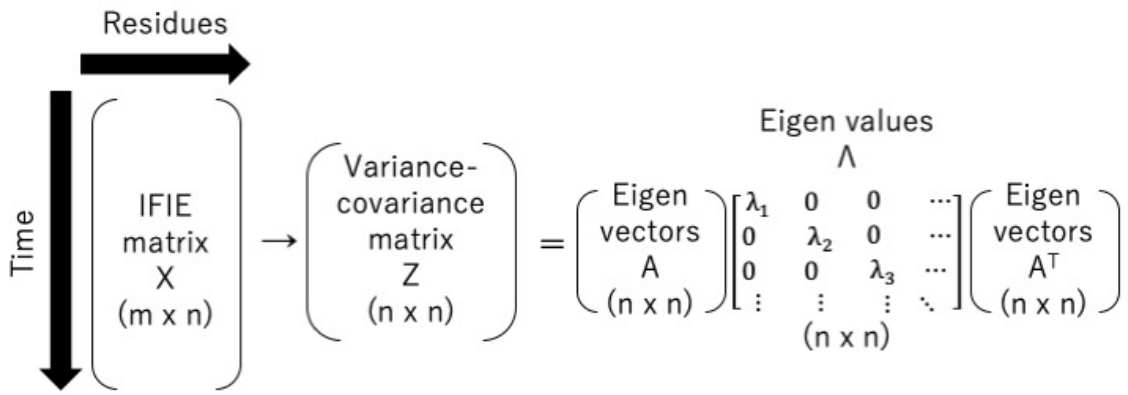 Residues
Time
IFIE
matrix
X
(m x n)
→
Variance-
covariance
matrix
Z
(n x n)
=
Eigen
vectors
A
(n x n)
Eigen values
Λ
λ₁ 0 0 ⋯
0 λ₂ 0 ⋯
0 0 λ₃ ⋯
⋮ ⋮ ⋮ ⋱
(n x n)
Eigen
vectors
Aᵀ
(n x n)